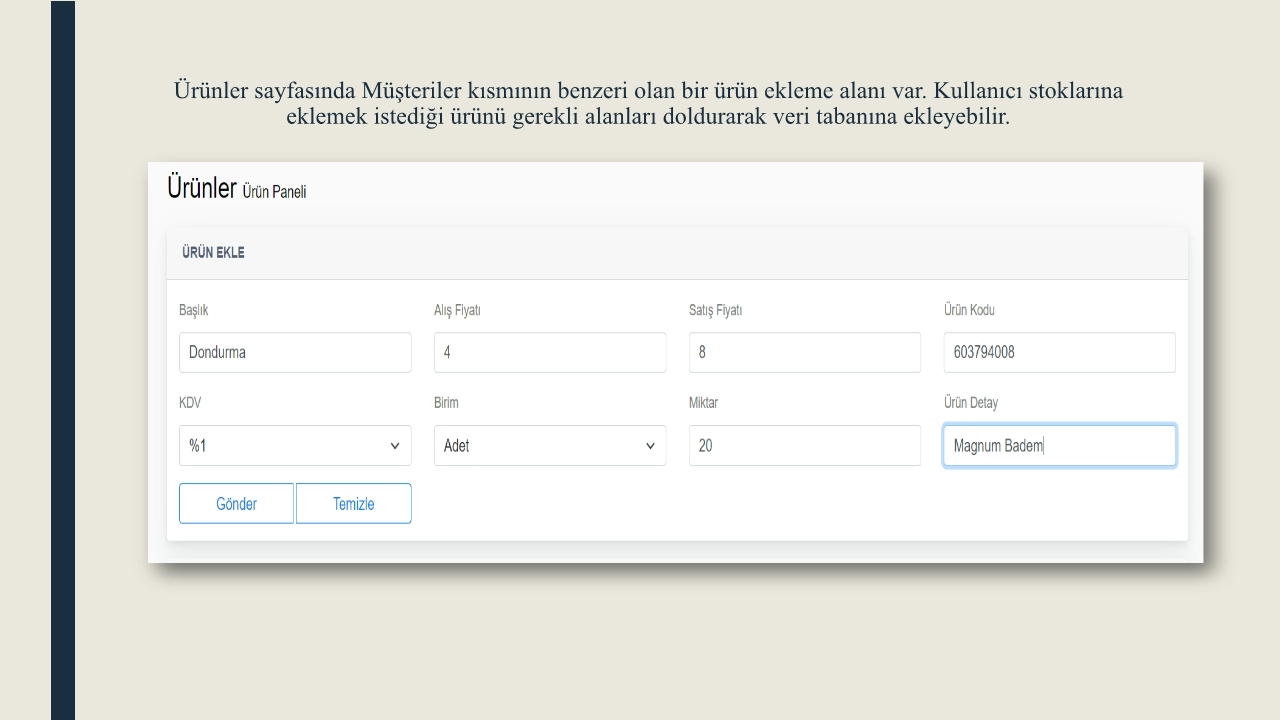 Ürünler sayfasında Müşteriler kısmının benzeri olan bir ürün ekleme alanı var. Kullanıcı stoklarına
eklemek istediği ürünü gerekli alanları doldurarak veri tabanına ekleyebilir.
Ürünler Ürün Paneli
ÜRÜN EKLE
Başlık Alış Fiyatı Satış Fiyatı Ürün Kodu
Dondurma 4 8 603794008
KDV Birim Miktar Ürün Detay
%1 Adet 20 Magnum Badem
Gönder Temizle